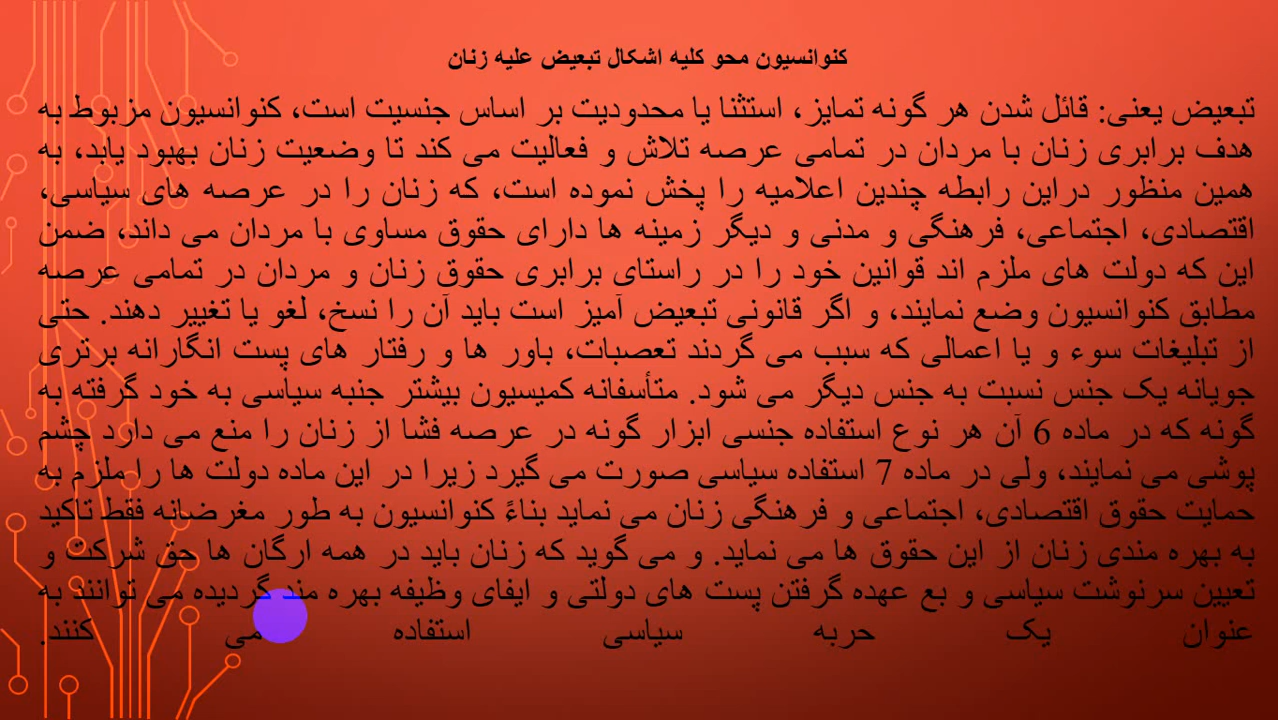 کنوانسیون محو کلیه اشکال تبعیض علیه زنان
تبعیض یعنی: قائل شدن هر گونه تمایز، استثنا یا محدودیت بر اساس جنسیت است، کنوانسیون مزبوط به
هدف برابری زنان با مردان در تمامی عرصه تلاش و فعالیت می کند تا وضعیت زنان بهبود یابد، به
همین منظور دراین رابطه چندین اعلامیه را پخش نموده است، که زنان را در عرصه های سیاسی،
اقتصادی، اجتماعی، فرهنگی و مدنی و دیگر زمینه ها دارای حقوق مساوی با مردان می داند، ضمن
این که دولت های ملزم اند قوانین خود را در راستای برابری حقوق زنان و مردان در تمامی عرصه
مطابق کنوانسیون وضع نمایند، و اگر قانونی تبعیض آمیز است باید آن را نسخ، لغو یا تغییر دهند. حتی
از تبلیغات سوء و یا اعمالی که سبب می گردند تعصبات، باور ها و رفتار های پست انگارانه برتری
جویانه یک جنس نسبت به جنس دیگر می شود. متأسفانه کمیسیون بیشتر جنبه سیاسی به خود گرفته به
گونه که در ماده 6 آن هر نوع استفاده جنسی ابزار گونه در عرصه فشا از زنان را منع می دارد چشم
پوشی می نمایند، ولی در ماده 7 استفاده سیاسی صورت می گیرد زیرا در این ماده دولت ها را ملزم به
حمایت حقوق اقتصادی، اجتماعی و فرهنگی زنان می نماید بناءً کنوانسیون به طور مغرضانه فقط تاکید
به بهره مندی زنان از این حقوق ها می نماید. و می گوید که زنان باید در همه ارگان ها حق شرکت و
تعیین سرنوشت سیاسی و بع عهده گرفتن پست های دولتی و ایفای وظیفه بهره مند گردیده می توانند به
عنوان یک حربه سیاسی استفاده می کنند.